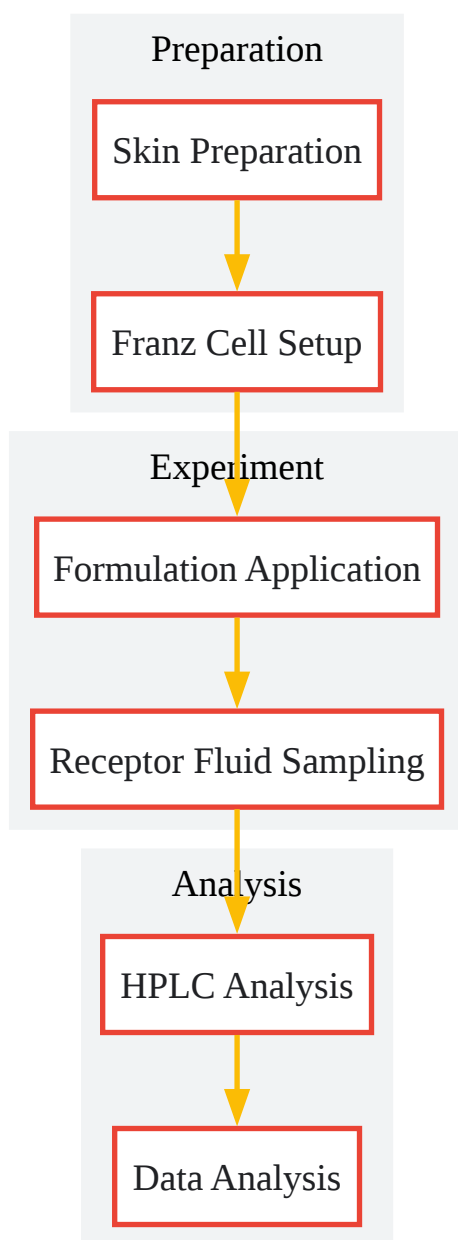 Preparation
Skin Preparation
Franz Cell Setup
Experiment
Formulation Application
Receptor Fluid Sampling
Analysis
HPLC Analysis
Data Analysis